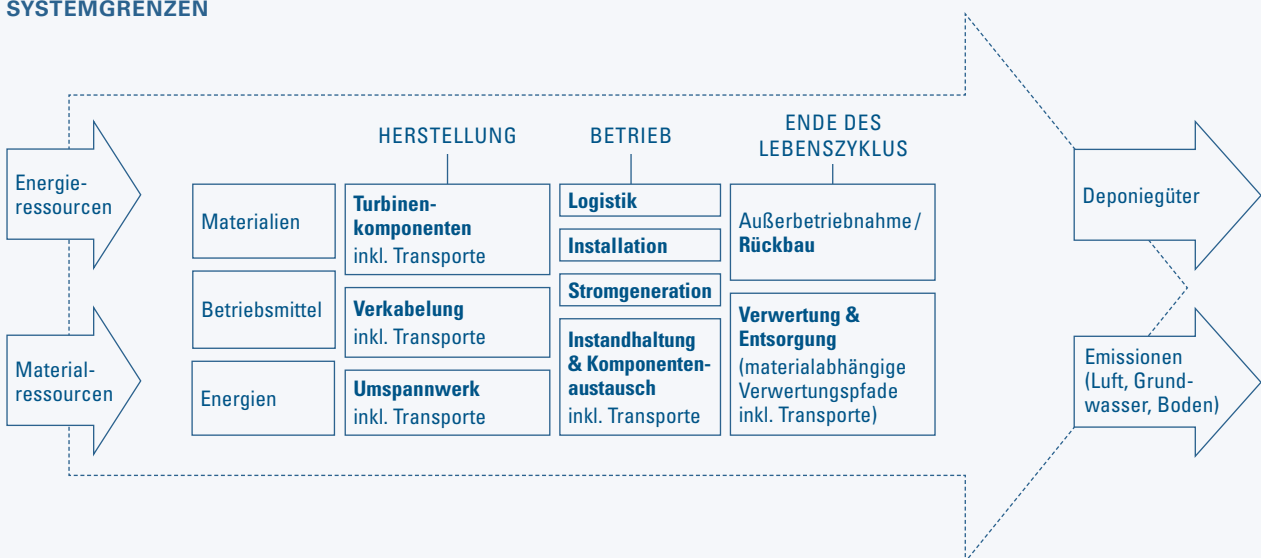 SYSTEMGRENZEN
Energie-
ressourcen
Material-
ressourcen
Materialien
Betriebsmittel
Energien
HERSTELLUNG
Turbinen-
komponenten
inkl. Transporte
Verkabelung
inkl. Transporte
Umspannwerk
inkl. Transporte
BETRIEB
Logistik
Installation
Stromgeneration
Instandhaltung
& Komponenten-
austausch
inkl. Transporte
ENDE DES
LEBENSZYKLUS
Außerbetriebnahme/
Rückbau
Verwertung &
Entsorgung
(materialabhängige
Verwertungspfade
inkl. Transporte)
Deponiegüter
Emissionen
(Luft, Grund-
wasser, Boden)